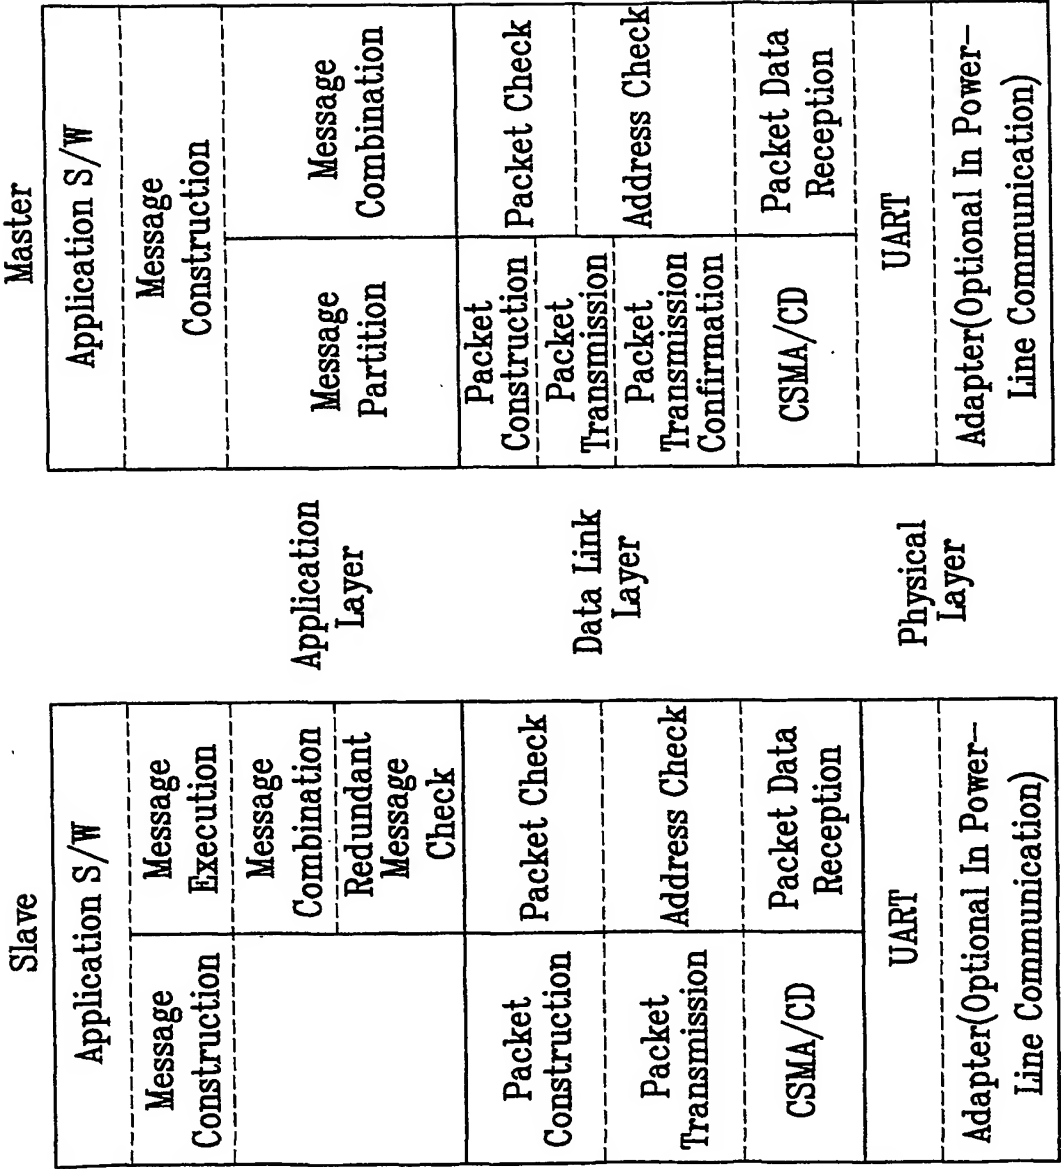 Slave
Application S/W
Message
Construction
Message
Execution
Message
Combination
Redundant
Message
Check
Packet
Construction
Packet Check
Packet
Transmission
Address Check
CSMA/CD
Packet Data
Reception
UART
Adapter(Optional In Power–
Line Communication)
Application
Layer
Data Link
Layer
Physical
Layer
Master
Application S/W
Message
Construction
Message
Partition
Message
Combination
Packet
Construction
Packet
Transmission
Packet
Transmission
Confirmation
Packet Check
Address Check
CSMA/CD
Packet Data
Reception
UART
Adapter(Optional In Power–
Line Communication)